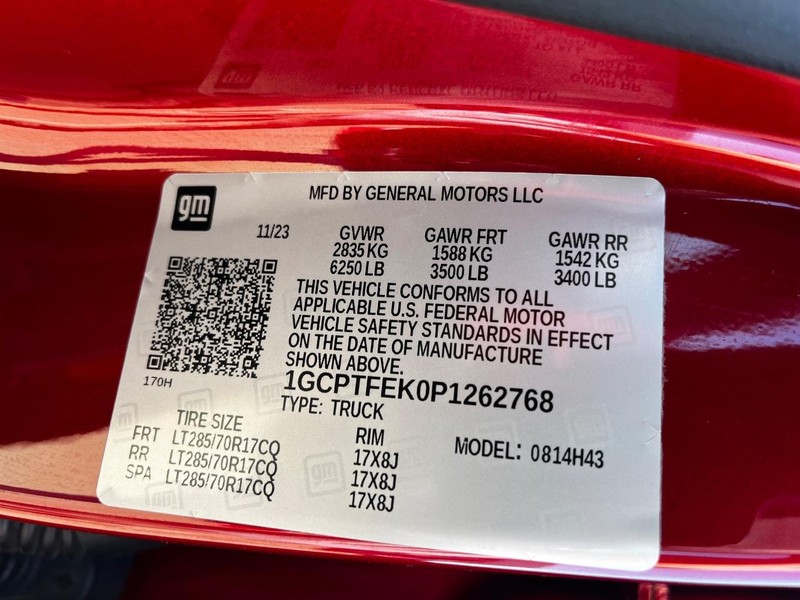 gm
MFD BY GENERAL MOTORS LLC
11/23 GVWR GAWR FRT GAWR RR
2835 KG 1588 KG 1542 KG
6250 LB 3500 LB 3400 LB
THIS VEHICLE CONFORMS TO ALL
APPLICABLE U.S. FEDERAL MOTOR
VEHICLE SAFETY STANDARDS IN EFFECT
ON THE DATE OF MANUFACTURE
SHOWN ABOVE.
170H
1GCPTFEK0P1262768
TYPE: TRUCK
TIRE SIZE RIM MODEL: 0814H43
FRT LT285/70R17CQ 17X8J
RR LT285/70R17CQ 17X8J
SPA LT285/70R17CQ 17X8J